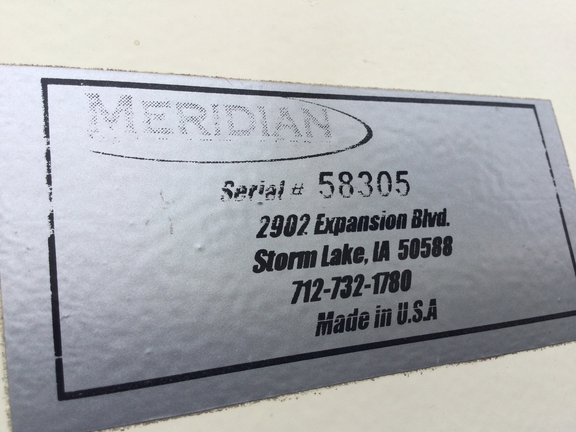 MERIDIAN
Serial # 58305
2902 Expansion Blvd.
Storm Lake, IA 50588
712-732-1780
Made in U.S.A